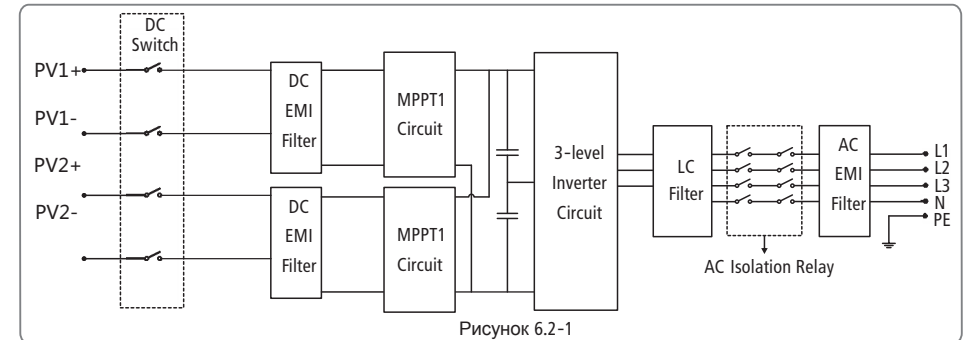 DC
Switch
PV1+
PV1-
PV2+
PV2-
DC
EMI
Filter
MPPT1
Circuit
DC
EMI
Filter
MPPT1
Circuit
3-level
Inverter
Circuit
LC
Filter
AC Isolation Relay
AC
EMI
Filter
L1
L2
L3
N
PE
Рисунок 6.2-1